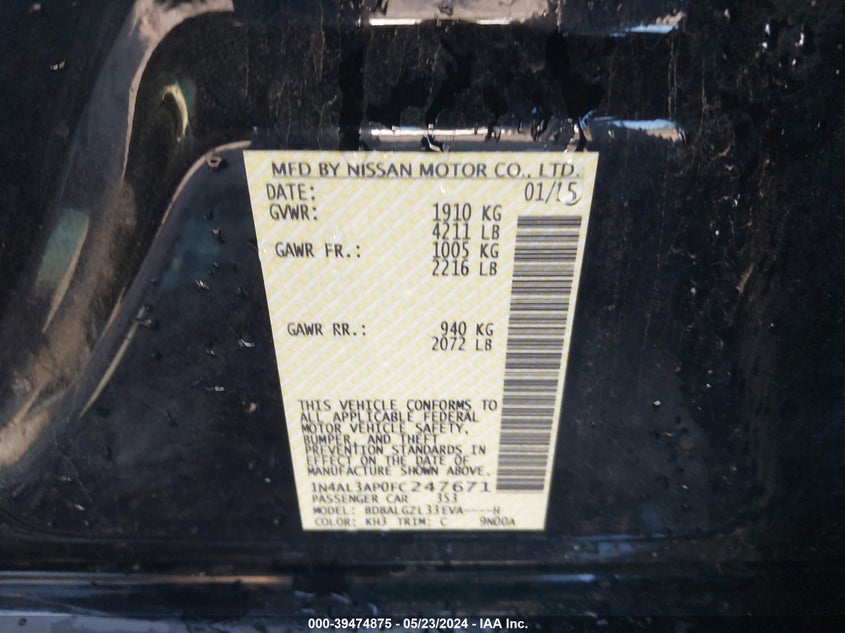 MFD BY NISSAN MOTOR CO., LTD.
DATE: 01/15
GVWR: 1910 KG
4211 LB
GAWR FR.: 1005 KG
2216 LB
GAWR RR.: 940 KG
2072 LB
THIS VEHICLE CONFORMS TO
ALL APPLICABLE FEDERAL
MOTOR VEHICLE SAFETY,
BUMPER, AND THEFT
PREVENTION STANDARDS IN
EFFECT ON THE DATE OF
MANUFACTURE SHOWN ABOVE.
1N4AL3AP0FC247671
PASSENGER CAR 353
MODEL: BDBALGZL33EVA----H
COLOR: KH3 TRIM: C 9N00A
000-39474875 - 05/23/2024 - IAA Inc.